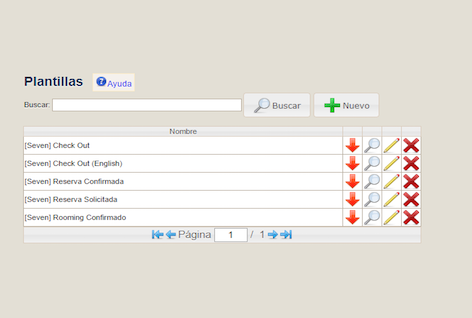 Plantillas ? Ayuda
Buscar: Buscar Nuevo
Nombre
[Seven] Check Out
[Seven] Check Out (English)
[Seven] Reserva Confirmada
[Seven] Reserva Solicitada
[Seven] Rooming Confirmado
Página 1 / 1